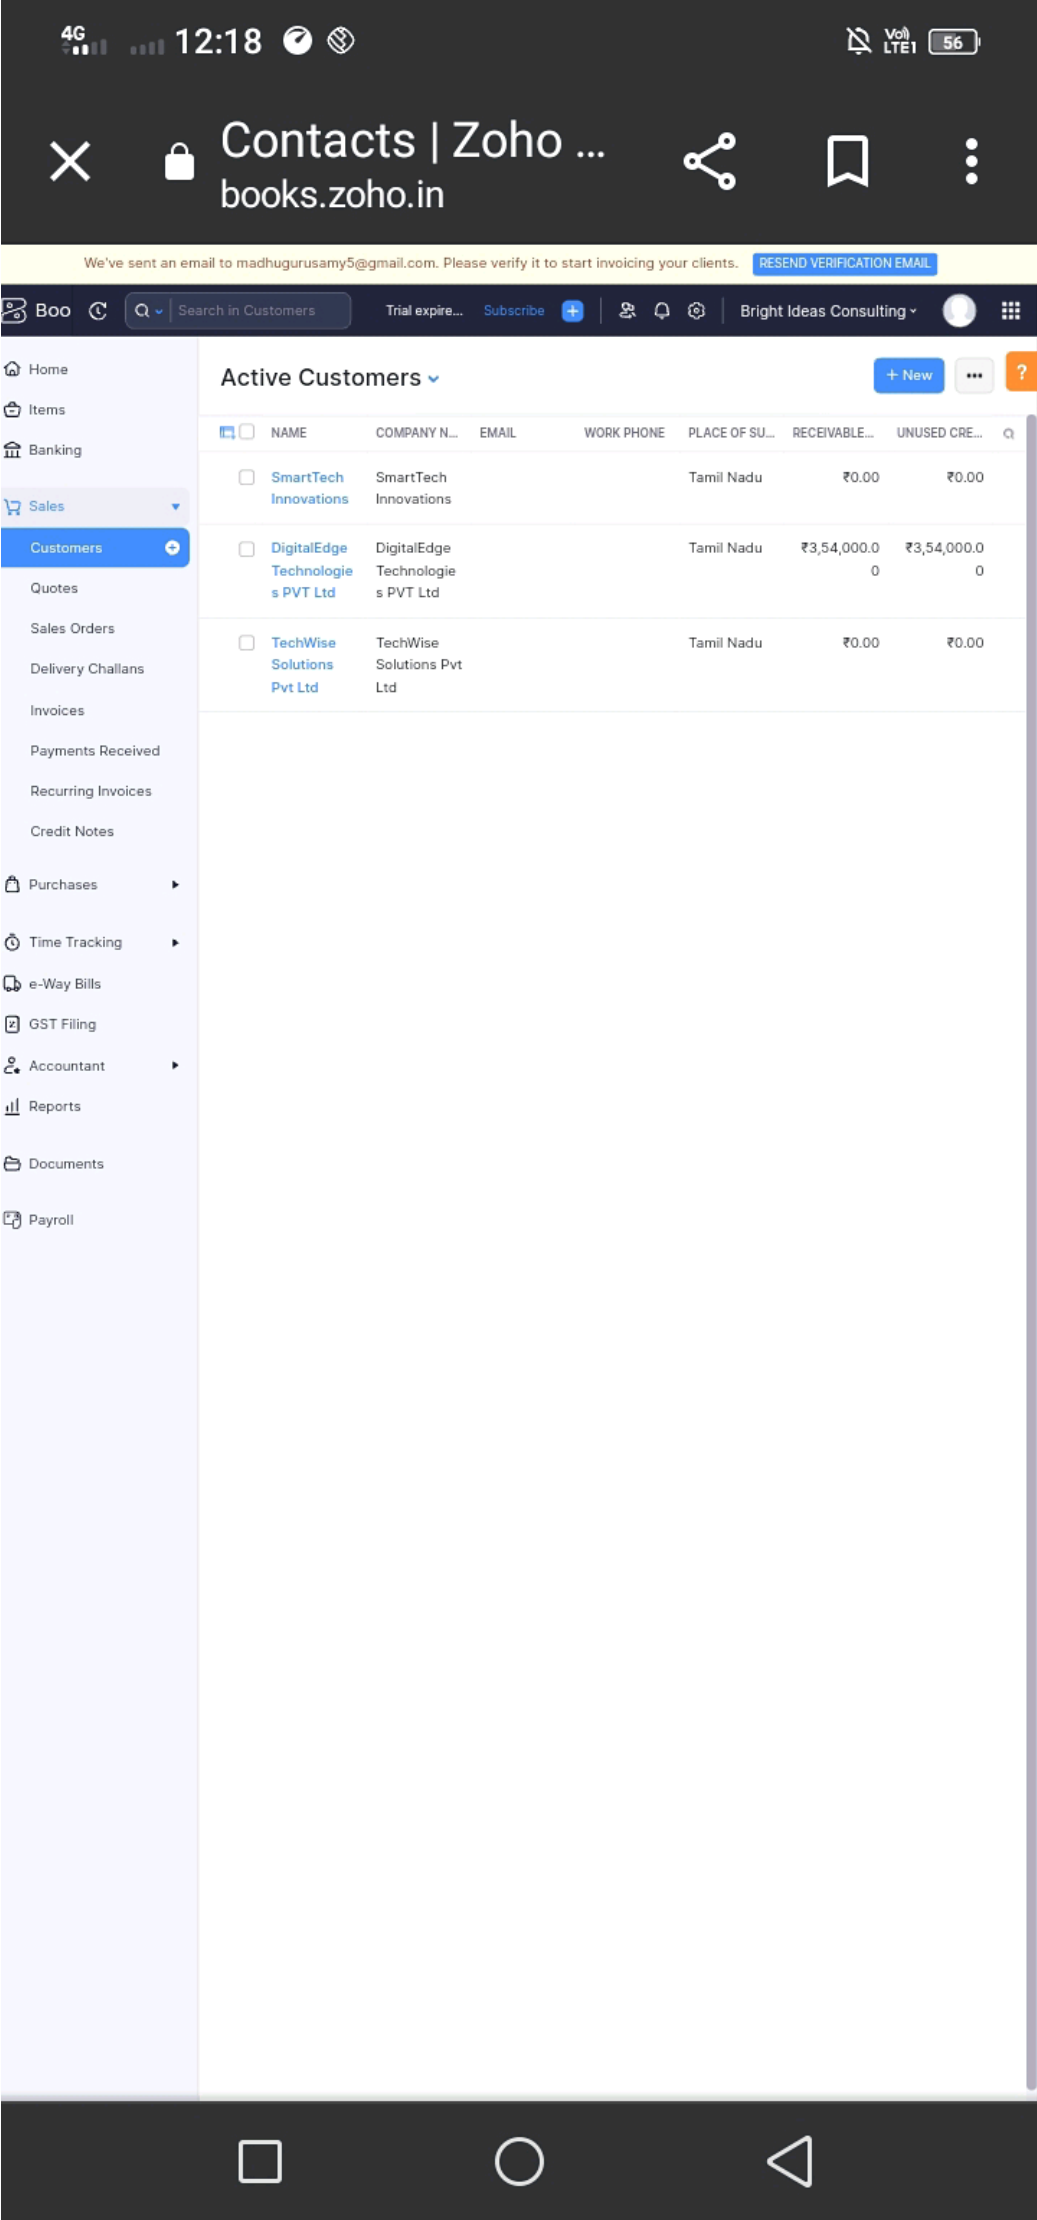 4G 12:18 Vo) LTE1 56
Contacts | Zoho ...
books.zoho.in
We've sent an email to madhugurusamy5@gmail.com. Please verify it to start invoicing your clients. RESEND VERIFICATION EMAIL
Boo Search in Customers Trial expire... Subscribe Bright Ideas Consulting
Home
Items
Banking
Sales
Customers
Quotes
Sales Orders
Delivery Challans
Invoices
Payments Received
Recurring Invoices
Credit Notes
Purchases
Time Tracking
e-Way Bills
GST Filing
Accountant
Reports
Documents
Payroll
Active Customers + New ... ?
NAME COMPANY N... EMAIL WORK PHONE PLACE OF SU... RECEIVABLE... UNUSED CRE...
SmartTech SmartTech Tamil Nadu ₹0.00 ₹0.00
Innovations Innovations
DigitalEdge DigitalEdge Tamil Nadu ₹3,54,000.0 ₹3,54,000.0
Technologie Technologie 0 0
s PVT Ltd s PVT Ltd
TechWise TechWise Tamil Nadu ₹0.00 ₹0.00
Solutions Solutions Pvt
Pvt Ltd Ltd